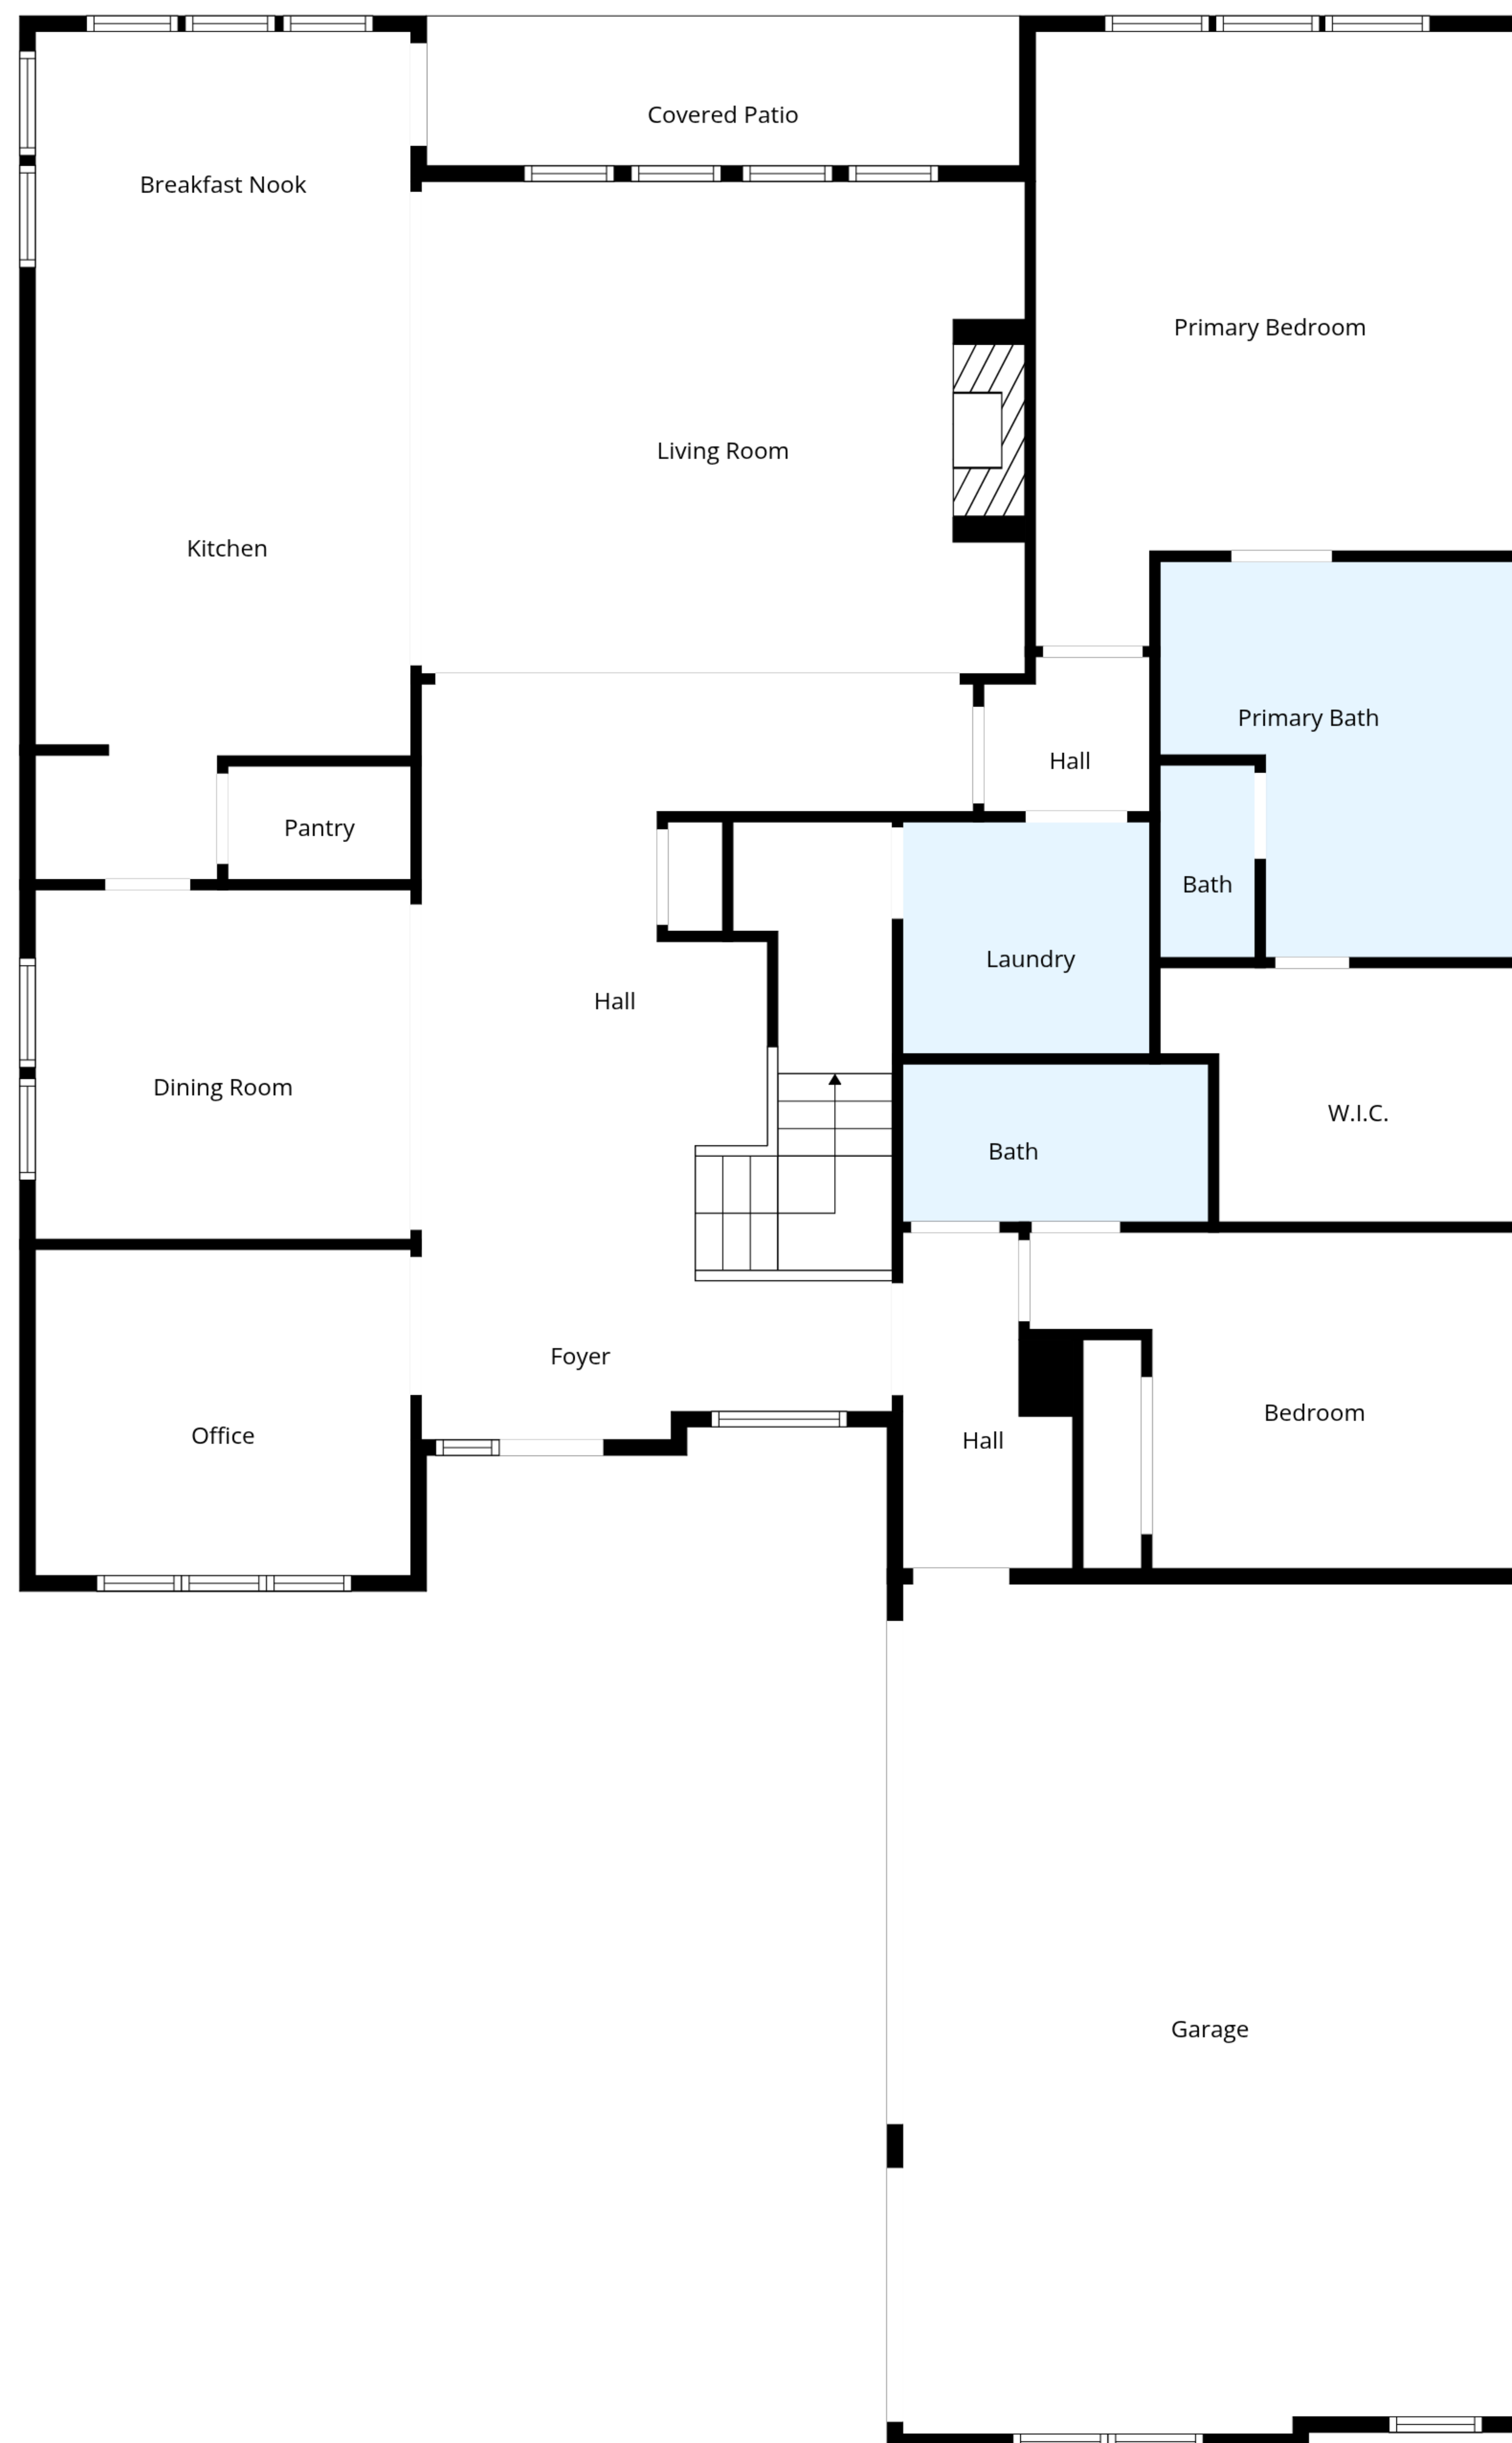 Covered Patio
Breakfast Nook
Primary Bedroom
Living Room
Kitchen
Primary Bath
Hall
Pantry
Bath
Laundry
Hall
Dining Room
W.I.C.
Bath
Foyer
Bedroom
Office
Hall
Garage